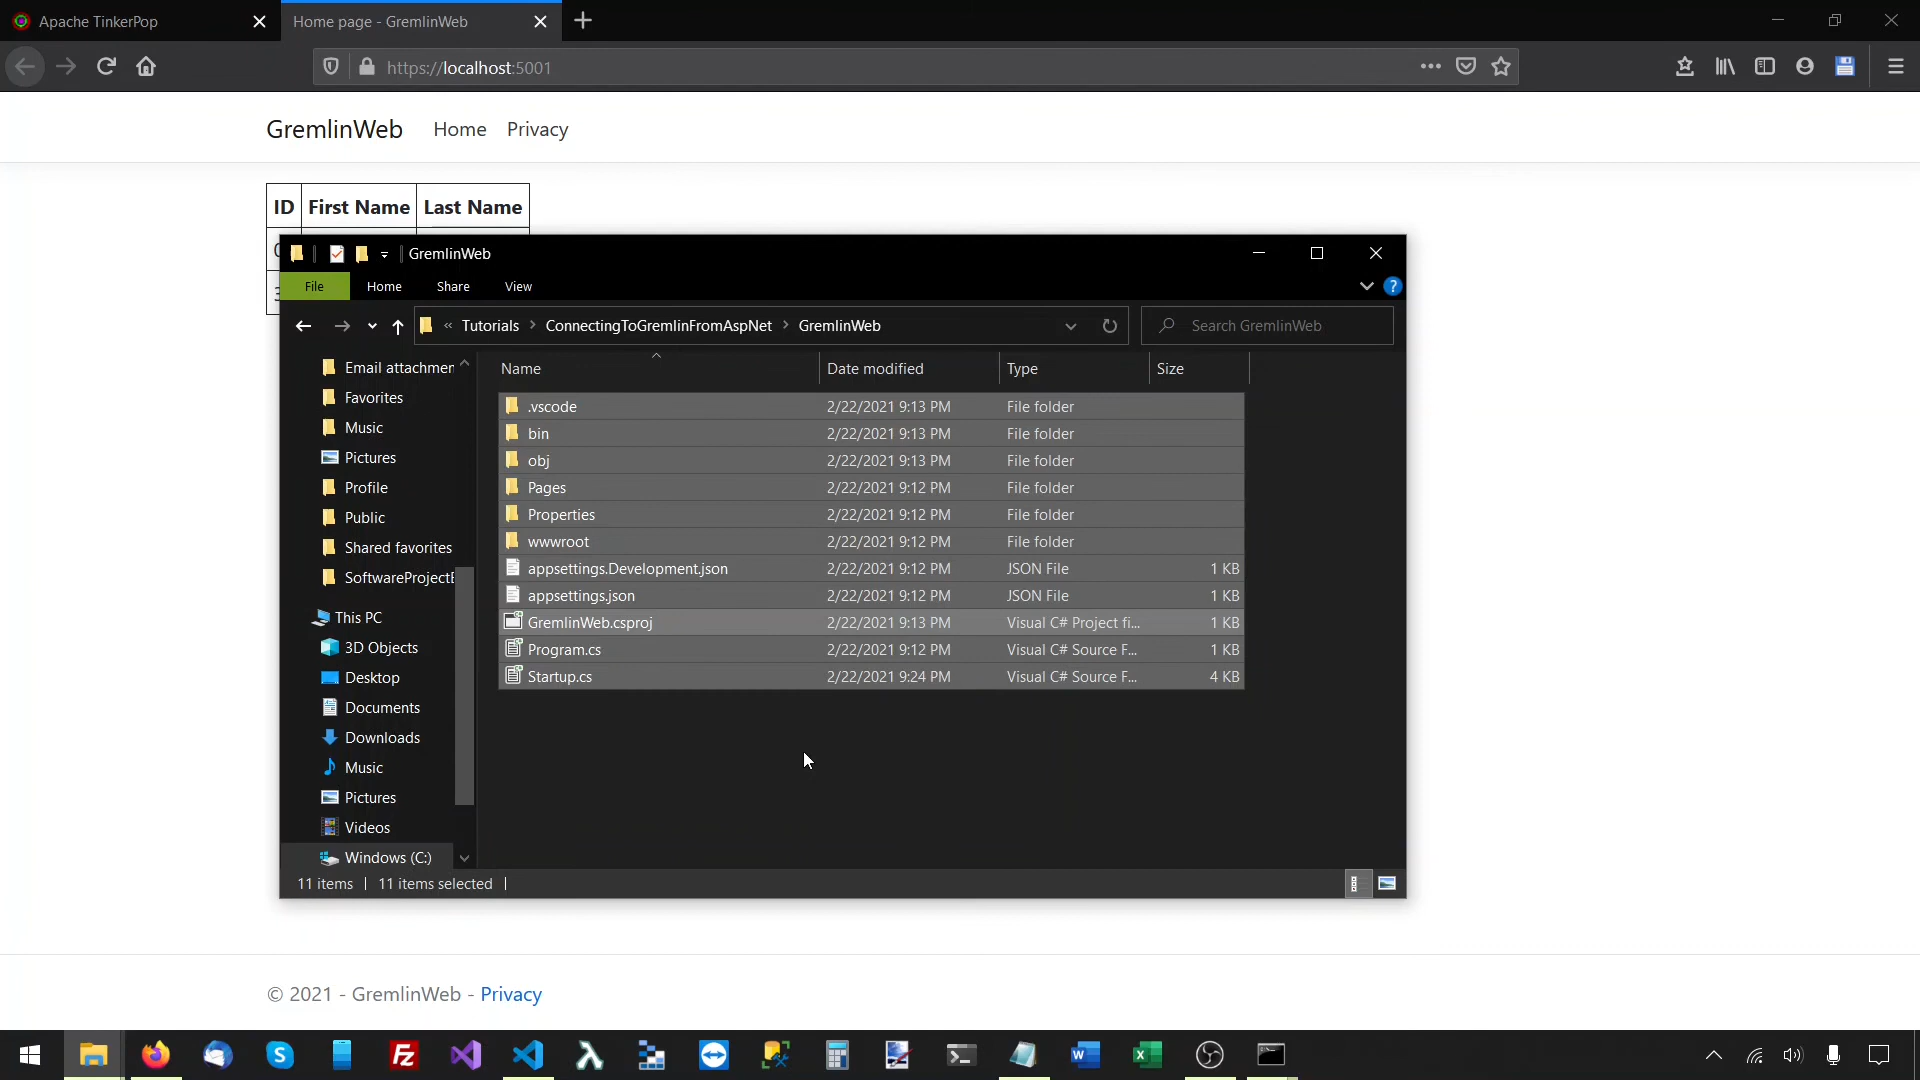 Apache TinkerPop
Home page - GremlinWeb
https://localhost:5001
GremlinWeb Home Privacy
ID First Name Last Name
GremlinWeb
File Home Share View
« Tutorials > ConnectingToGremlinFromAspNet > GremlinWeb
Search GremlinWeb
Name Date modified Type Size
Email attachmen
Favorites
Music
Pictures
Profile
Public
Shared favorites
SoftwareProjectE
This PC
3D Objects
Desktop
Documents
Downloads
Music
Pictures
Videos
Windows (C:)
.vscode 2/22/2021 9:13 PM File folder
bin 2/22/2021 9:13 PM File folder
obj 2/22/2021 9:13 PM File folder
Pages 2/22/2021 9:12 PM File folder
Properties 2/22/2021 9:12 PM File folder
wwwroot 2/22/2021 9:12 PM File folder
appsettings.Development.json 2/22/2021 9:12 PM JSON File 1 KB
appsettings.json 2/22/2021 9:12 PM JSON File 1 KB
GremlinWeb.csproj 2/22/2021 9:13 PM Visual C# Project fi... 1 KB
Program.cs 2/22/2021 9:12 PM Visual C# Source F... 1 KB
Startup.cs 2/22/2021 9:24 PM Visual C# Source F... 4 KB
11 items | 11 items selected |
© 2021 - GremlinWeb - Privacy